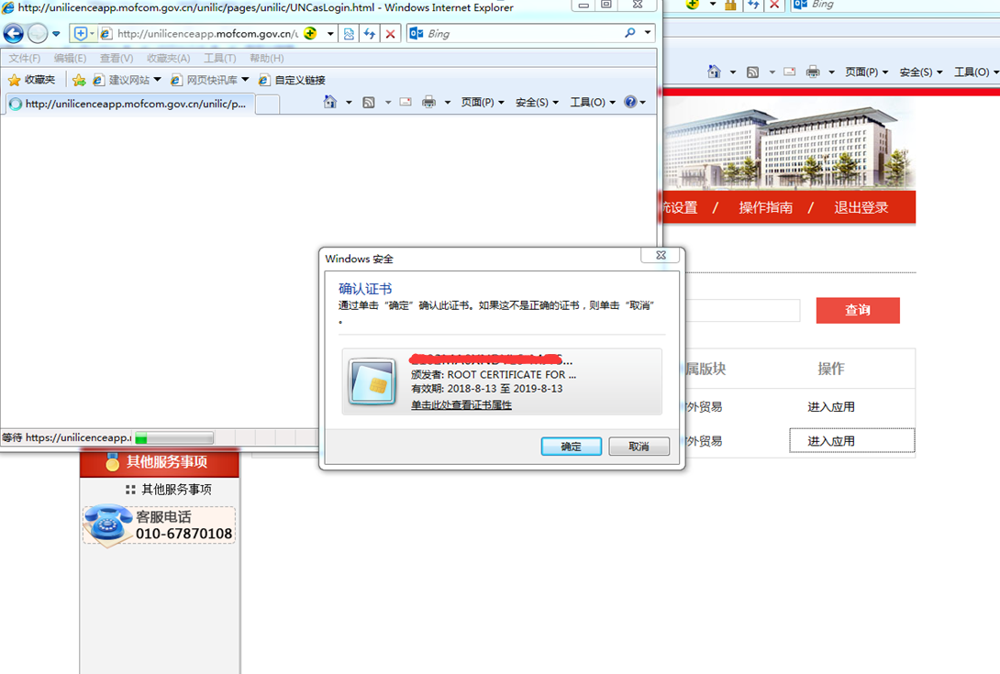 http://unilicenceapp.mofcom.gov.cn/unilic/pages/unilic/UNCasLogin.html - Windows Internet Explorer
http://unilicenceapp.mofcom.gov.cn/u
Bing
Bing
文件(F) 编辑(E) 查看(V) 收藏夹(A) 工具(T) 帮助(H)
收藏夹 建议网站 网页快讯库 自定义链接
http://unilicenceapp.mofcom.gov.cn/unilic/p...
页面(P) 安全(S) 工具(O)
页面(P) 安全(S) 工具(O)
统设置 / 操作指南 / 退出登录
Windows 安全
确认证书
通过单击“确定”确认此证书。如果这不是正确的证书，则单击“取消”
。
颁发者: ROOT CERTIFICATE FOR ...
有效期: 2018-8-13 至 2019-8-13
单击此处查看证书属性
确定 取消
查询
属版块 操作
外贸易 进入应用
外贸易 进入应用
等待 https://unilicenceapp.
其他服务事项
其他服务事项
客服电话
010-67870108